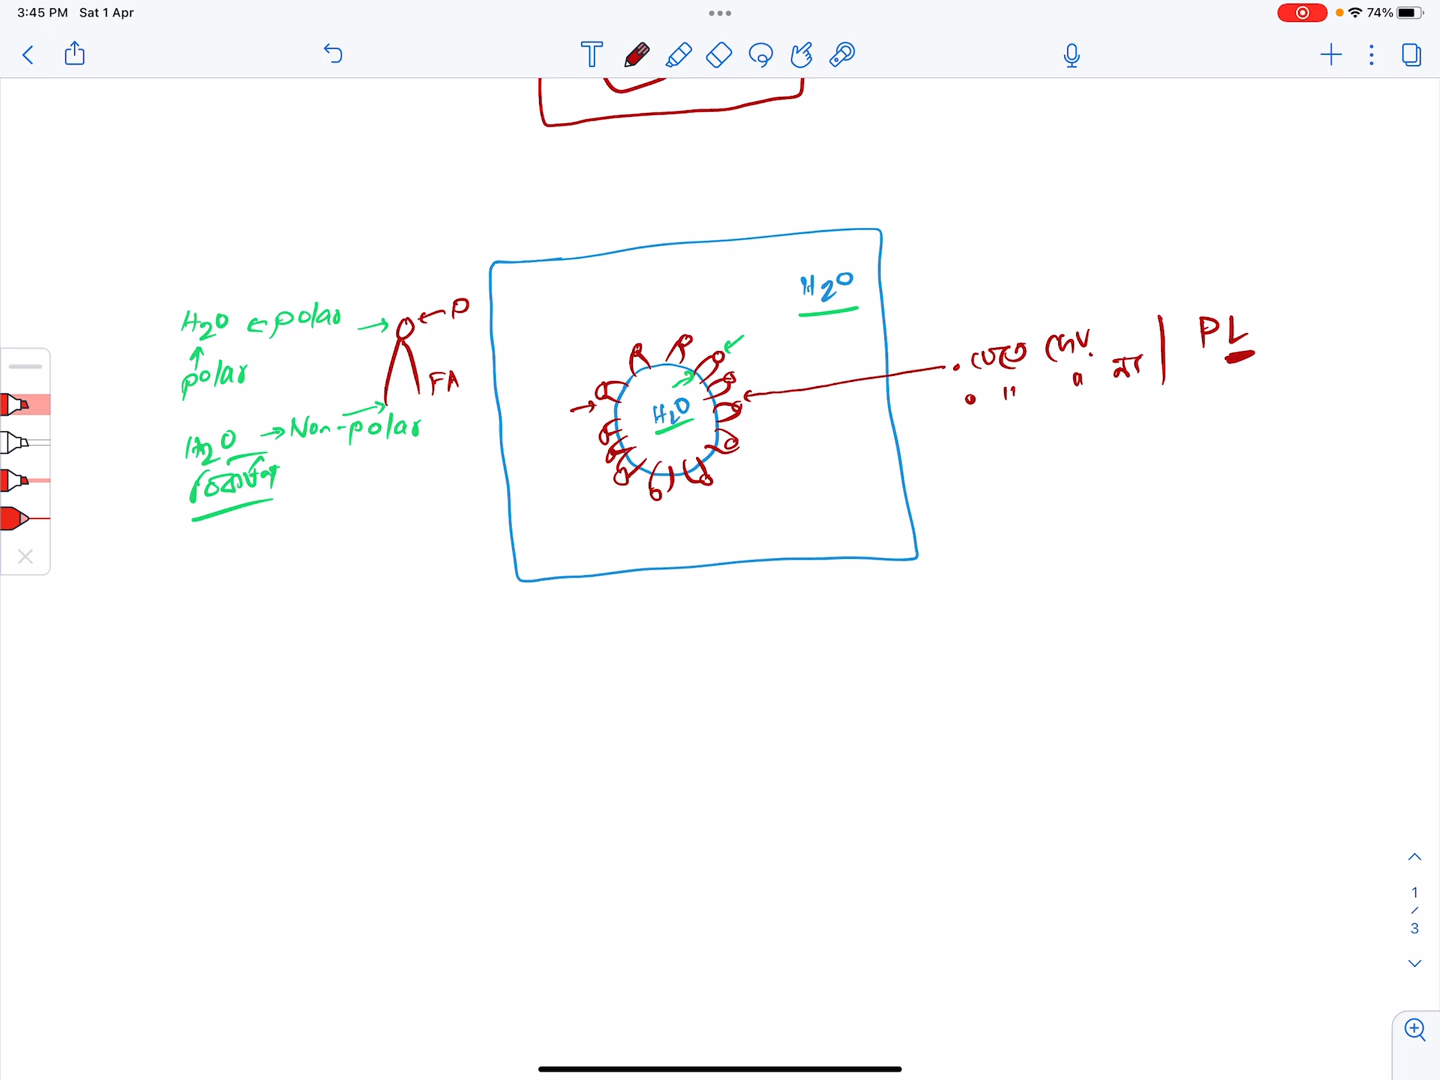 3:45 PM Sat 1 Apr
74%
H₂O
H₂O ← polar → ← P
↑
polar
FA
H₂O → Non-polar →
বিকর্ষণ
H₂O
PL
1
/
3